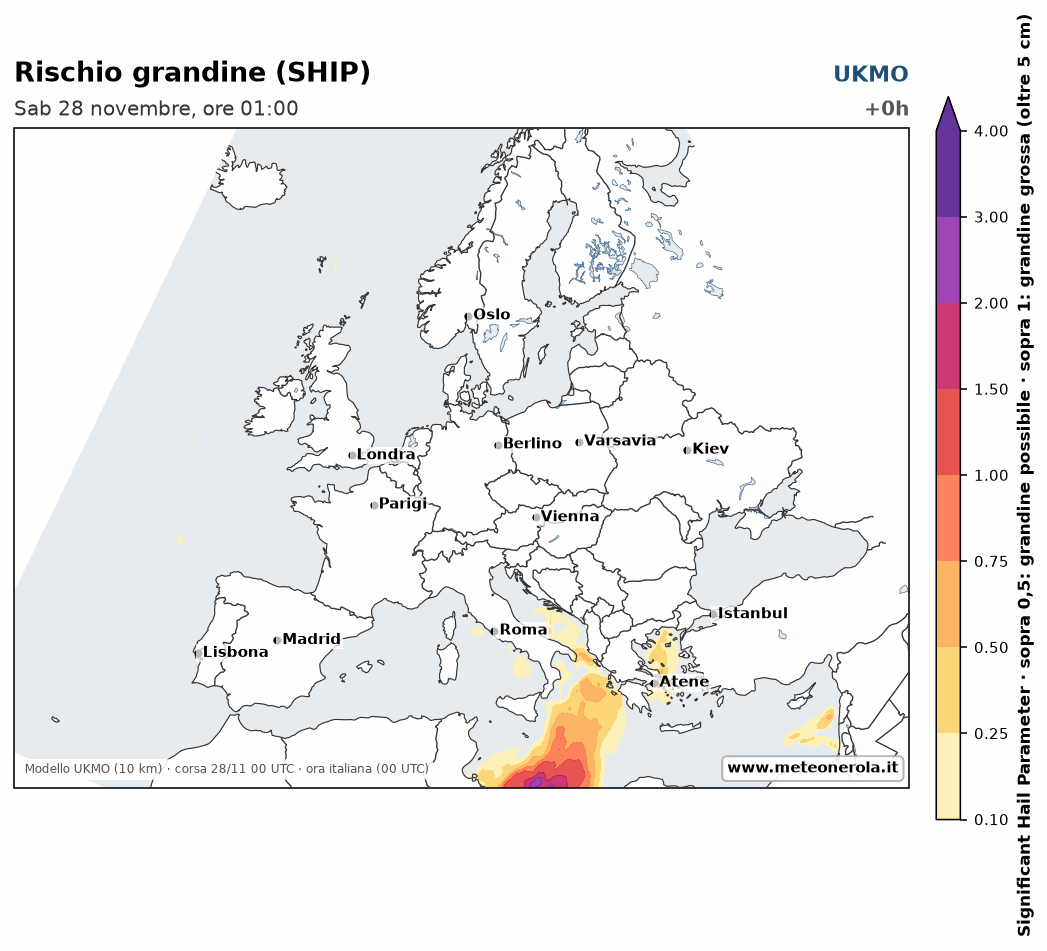 Rischio grandine (SHIP)
UKMO
Sab 28 novembre, ore 01:00
+0h
Oslo
Berlino
Varsavia
Kiev
Londra
Parigi
Vienna
Istanbul
Roma
Madrid
Lisbona
Atene
Modello UKMO (10 km) · corsa 28/11 00 UTC · ora italiana (00 UTC)
www.meteonerola.it
4.00
3.00
2.00
1.50
1.00
0.75
0.50
0.25
0.10
Significant Hail Parameter · sopra 0,5: grandine possibile · sopra 1: grandine grossa (oltre 5 cm)